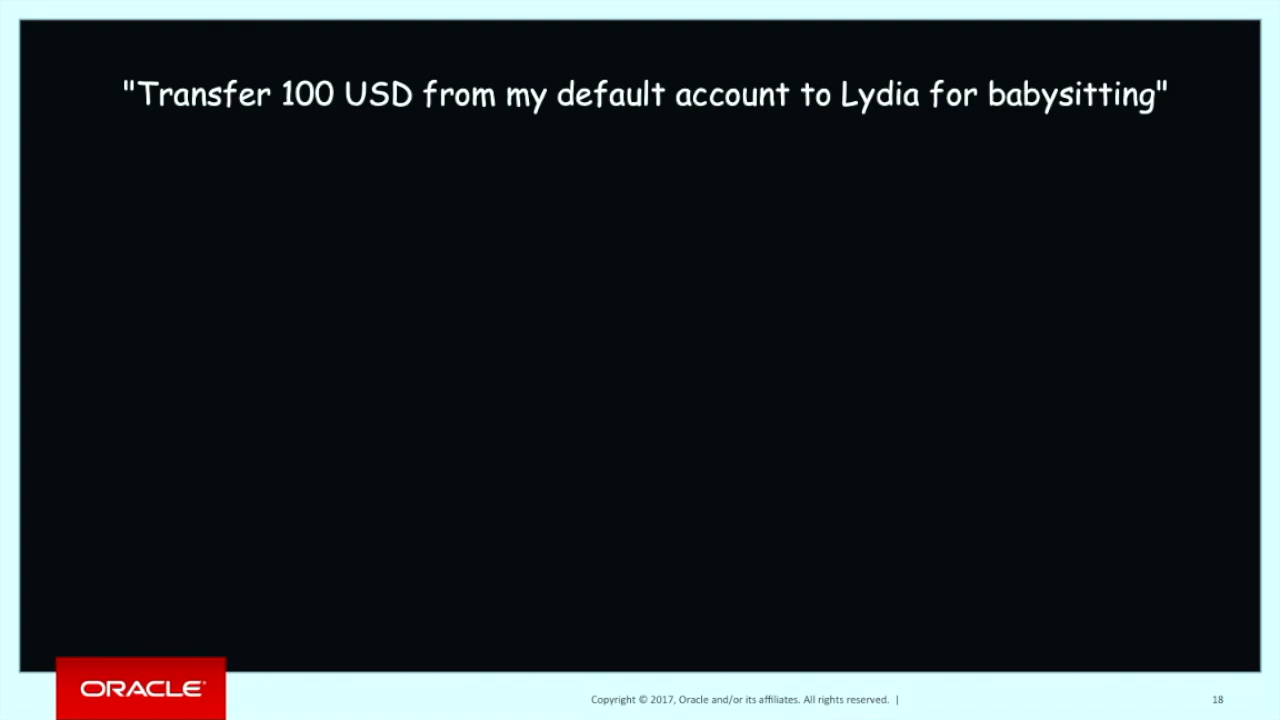 "Transfer 100 USD from my default account to Lydia for babysitting"
ORACLE
Copyright © 2017, Oracle and/or its affiliates. All rights reserved. |
18